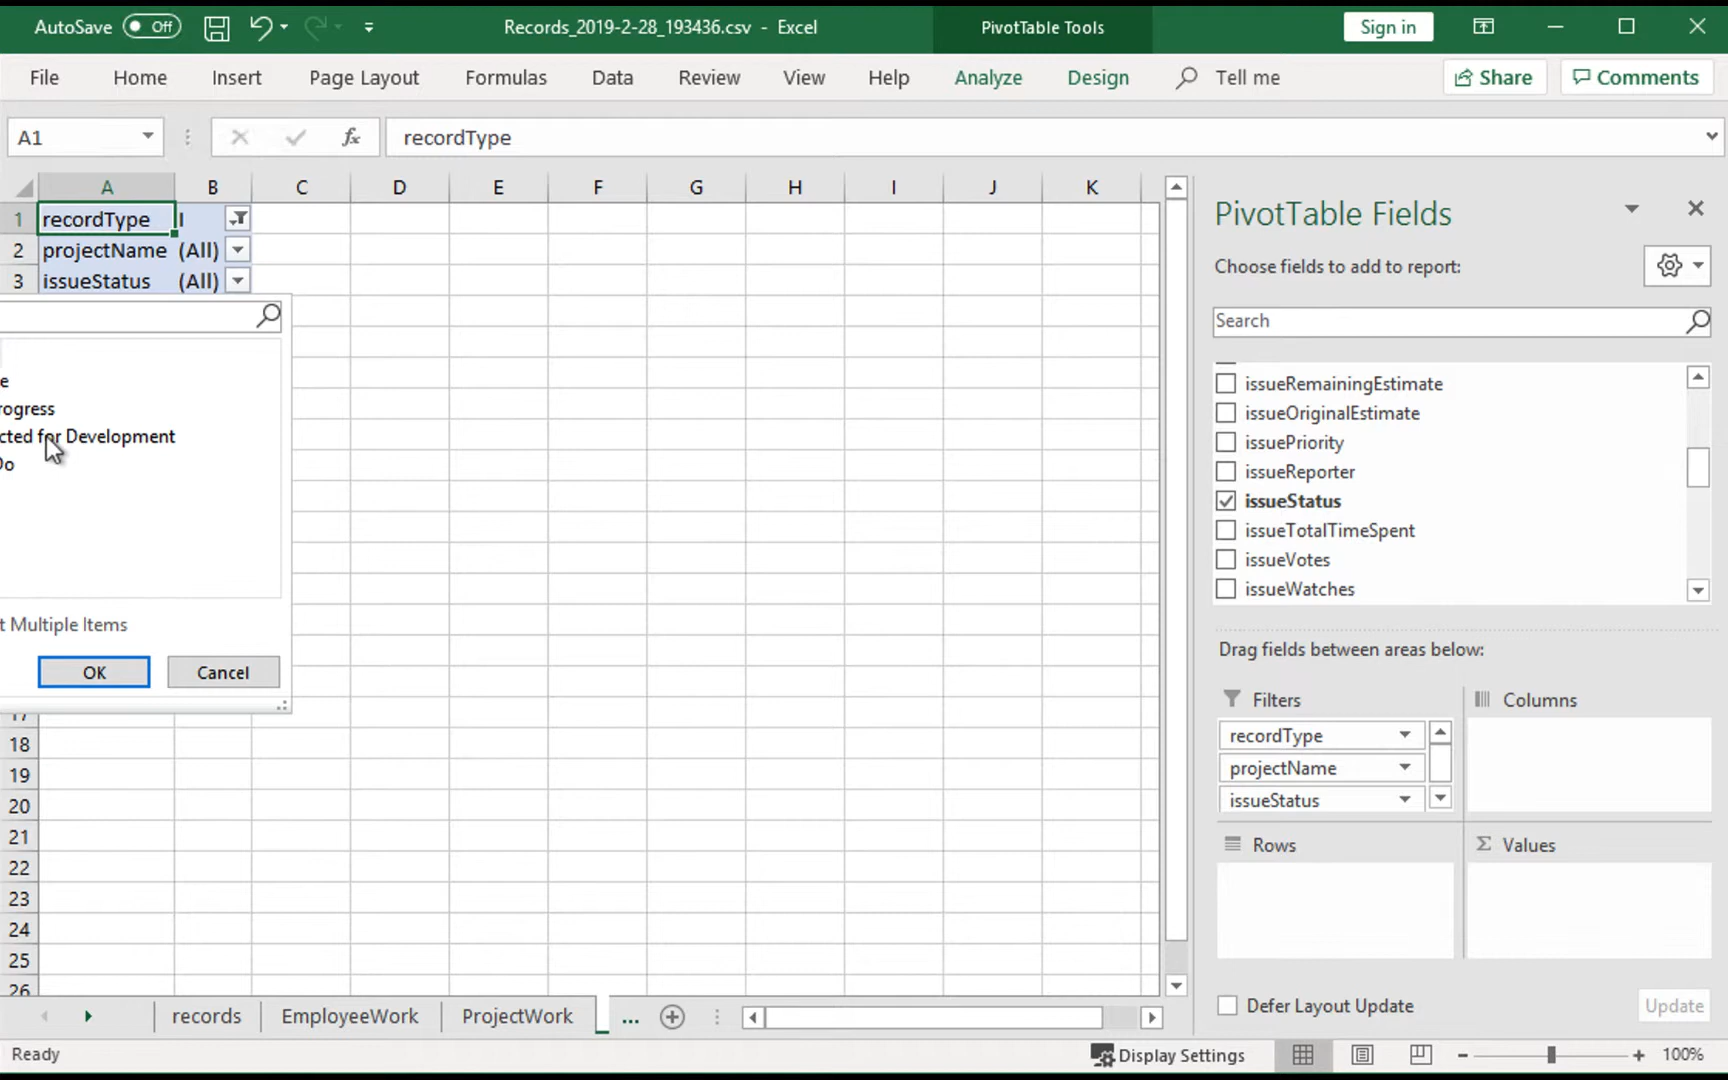 AutoSave Off Records_2019-2-28_193436.csv - Excel PivotTable Tools Sign in
File Home Insert Page Layout Formulas Data Review View Help Analyze Design Tell me Share Comments
A1 fx recordType
A B C D E F G H I J K
1 recordType I
2 projectName (All)
3 issueStatus (All)
e
rogress
cted for Development
Do
t Multiple Items
OK Cancel
17
18
19
20
21
22
23
24
25
26
PivotTable Fields
Choose fields to add to report:
Search
issueRemainingEstimate
issueOriginalEstimate
issuePriority
issueReporter
issueStatus
issueTotalTimeSpent
issueVotes
issueWatches
Drag fields between areas below:
Filters Columns
recordType
projectName
issueStatus
Rows Σ Values
Defer Layout Update Update
records EmployeeWork ProjectWork ...
Ready Display Settings 100%